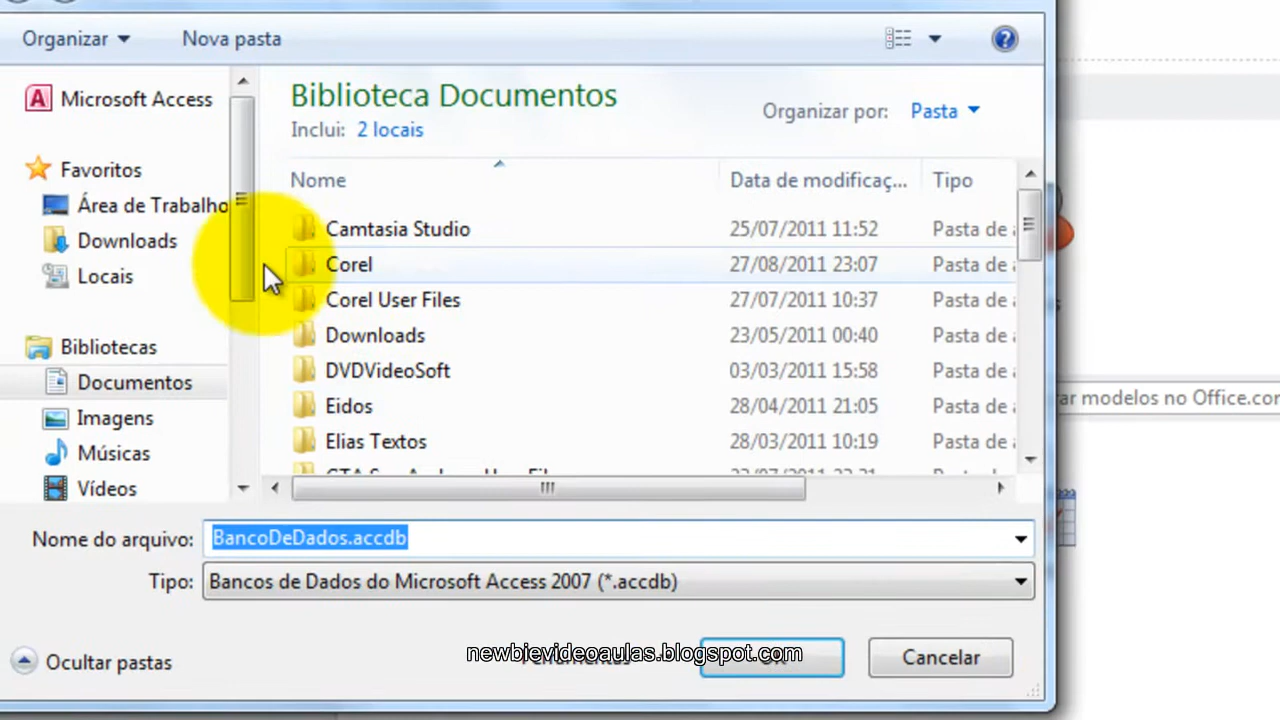 Organizar
Nova pasta
Microsoft Access
Biblioteca Documentos
Inclui: 2 locais
Organizar por: Pasta
Favoritos
Área de Trabalho
Downloads
Locais
Bibliotecas
Documentos
Imagens
Músicas
Vídeos
Nome Data de modificaç... Tipo
Camtasia Studio 25/07/2011 11:52 Pasta de
Corel 27/08/2011 23:07 Pasta de
Corel User Files 27/07/2011 10:37 Pasta de
Downloads 23/05/2011 00:40 Pasta de
DVDVideoSoft 03/03/2011 15:58 Pasta de
Eidos 28/04/2011 21:05 Pasta de
Elias Textos 28/03/2011 10:19 Pasta de
Nome do arquivo: BancoDeDados.accdb
Tipo: Bancos de Dados do Microsoft Access 2007 (*.accdb)
Ocultar pastas
newbievideoaulas.blogspot.com
Cancelar
modelos no Office.com